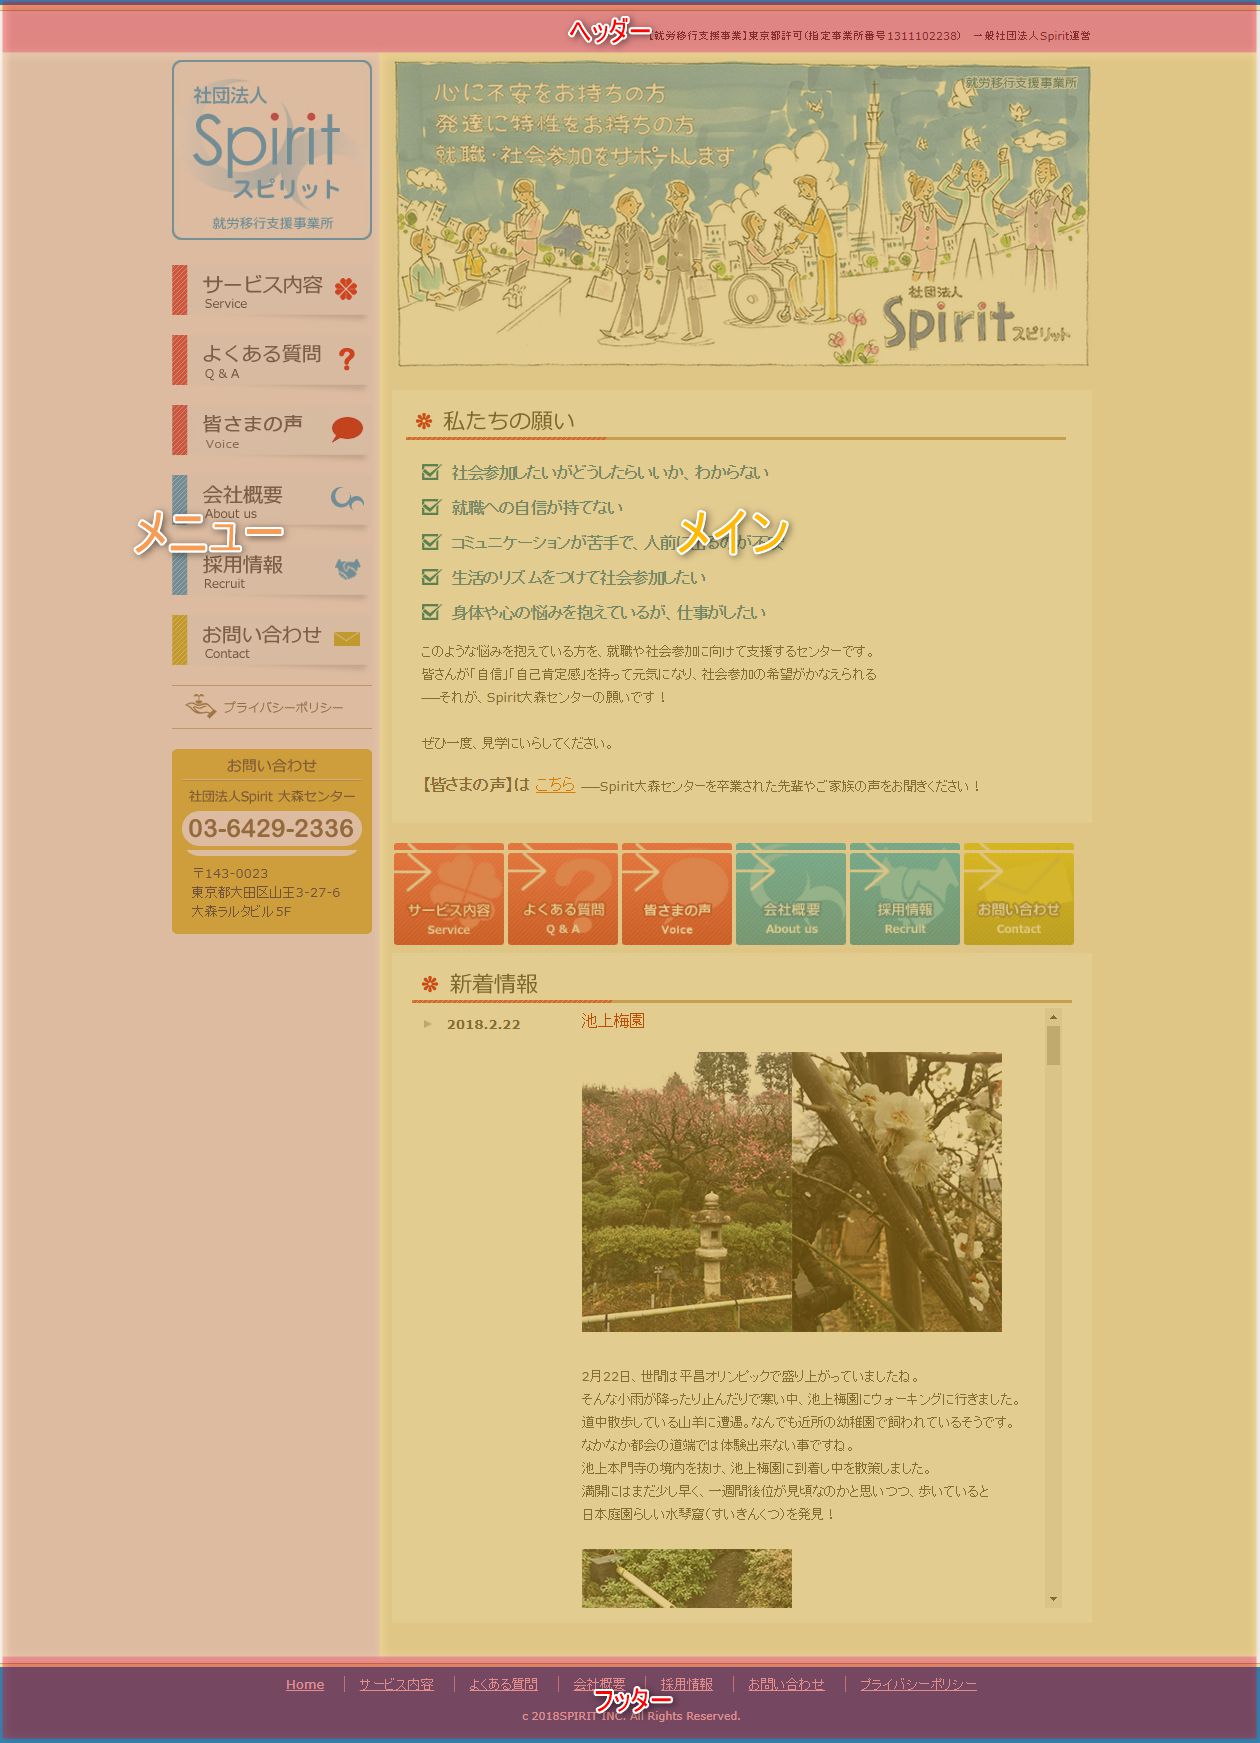 ヘッダー
【就労移行支援事業】東京都許可（指定事業所番号1311102238）　一般社団法人Spirit運営
社団法人
Spirit
スピリット
就労移行支援事業所
サービス内容
Service
よくある質問
Q & A
皆さまの声
Voice
会社概要
About us
メニュー
採用情報
Recruit
お問い合わせ
Contact
プライバシーポリシー
お問い合わせ
社団法人Spirit 大森センター
03-6429-2336
〒143-0023
東京都大田区山王3-27-6
大森ラルタビル5F
就労移行支援事業所
心に不安をお持ちの方
発達に特性をお持ちの方
就職・社会参加をサポートします
社団法人
Spirit スピリット
私たちの願い
社会参加したいがどうしたらいいか、わからない
就職への自信が持てない
メイン
コミュニケーションが苦手で、人前に出るのが不安
生活のリズムをつけて社会参加したい
身体や心の悩みを抱えているが、仕事がしたい
このような悩みを抱えている方を、就職や社会参加に向けて支援するセンターです。
皆さんが「自信」「自己肯定感」を持って元気になり、社会参加の希望がかなえられる
──それが、Spirit大森センターの願いです！
ぜひ一度、見学にいらしてください。
【皆さまの声】は こちら ──Spirit大森センターを卒業された先輩やご家族の声をお聞きください！
サービス内容
Service
よくある質問
Q & A
皆さまの声
Voice
会社概要
About us
採用情報
Recruit
お問い合わせ
Contact
新着情報
2018.2.22
池上梅園
2月22日、世間は平昌オリンピックで盛り上がっていましたね。
そんな小雨が降ったり止んだりで寒い中、池上梅園にウォーキングに行きました。
道中散歩している山羊に遭遇。なんでも近所の幼稚園で飼われているそうです。
なかなか都会の道端では体験出来ない事ですね。
池上本門寺の境内を抜け、池上梅園に到着し中を散策しました。
満開にはまだ少し早く、一週間後位が見頃なのかと思いつつ、歩いていると
日本庭園らしい水琴窟（すいきんくつ）を発見！
Home
サービス内容
よくある質問
会社概要
採用情報
お問い合わせ
プライバシーポリシー
フッター
c 2018SPIRIT INC. All Rights Reserved.